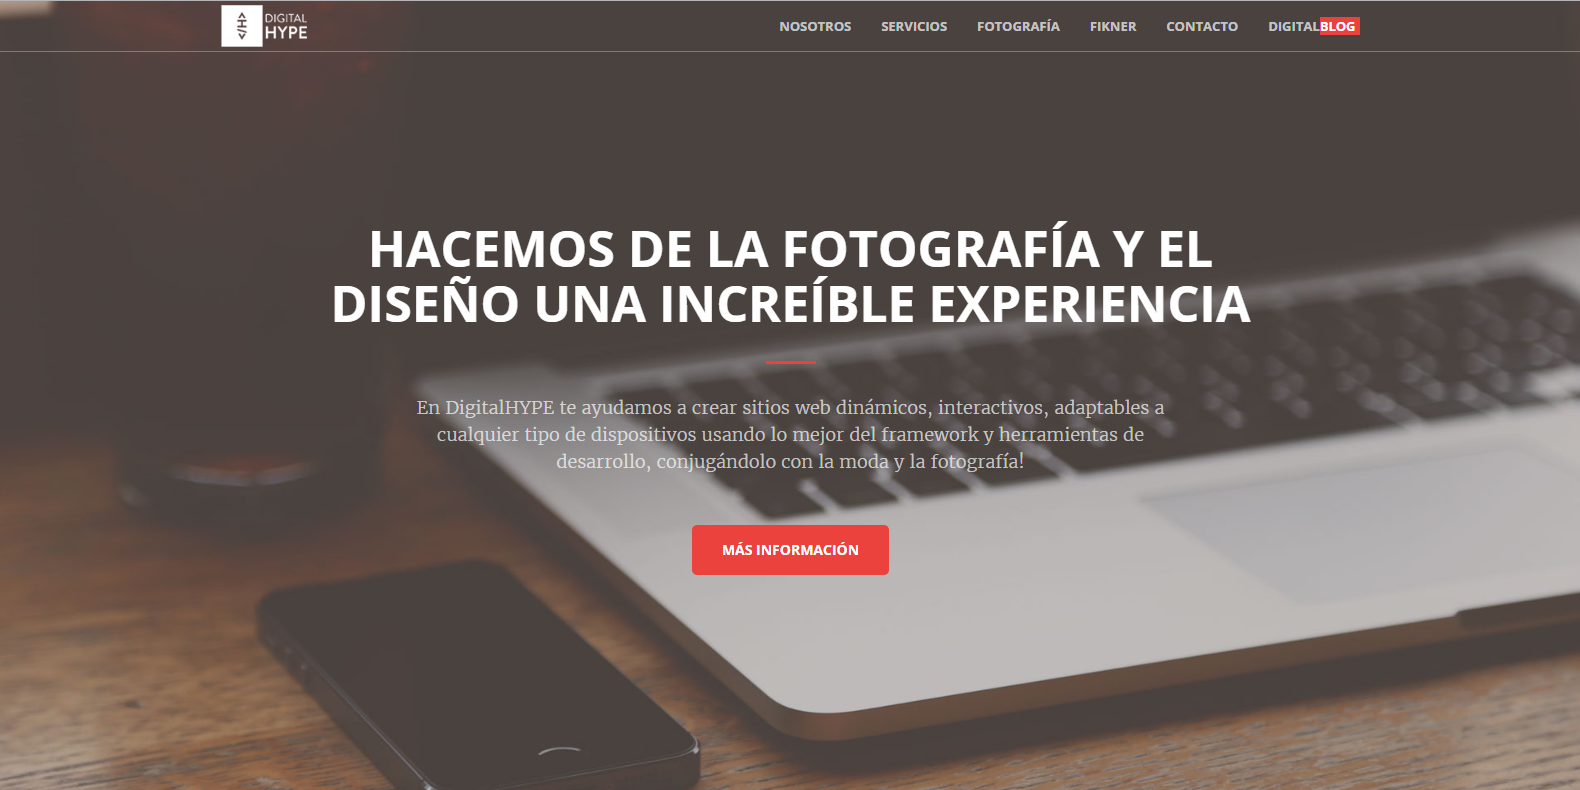 DIGITAL
HYPE
NOSOTROS SERVICIOS FOTOGRAFÍA FIKNER CONTACTO DIGITALBLOG
HACEMOS DE LA FOTOGRAFÍA Y EL
DISEÑO UNA INCREÍBLE EXPERIENCIA
En DigitalHYPE te ayudamos a crear sitios web dinámicos, interactivos, adaptables a
cualquier tipo de dispositivos usando lo mejor del framework y herramientas de
desarrollo, conjugándolo con la moda y la fotografía!
MÁS INFORMACIÓN